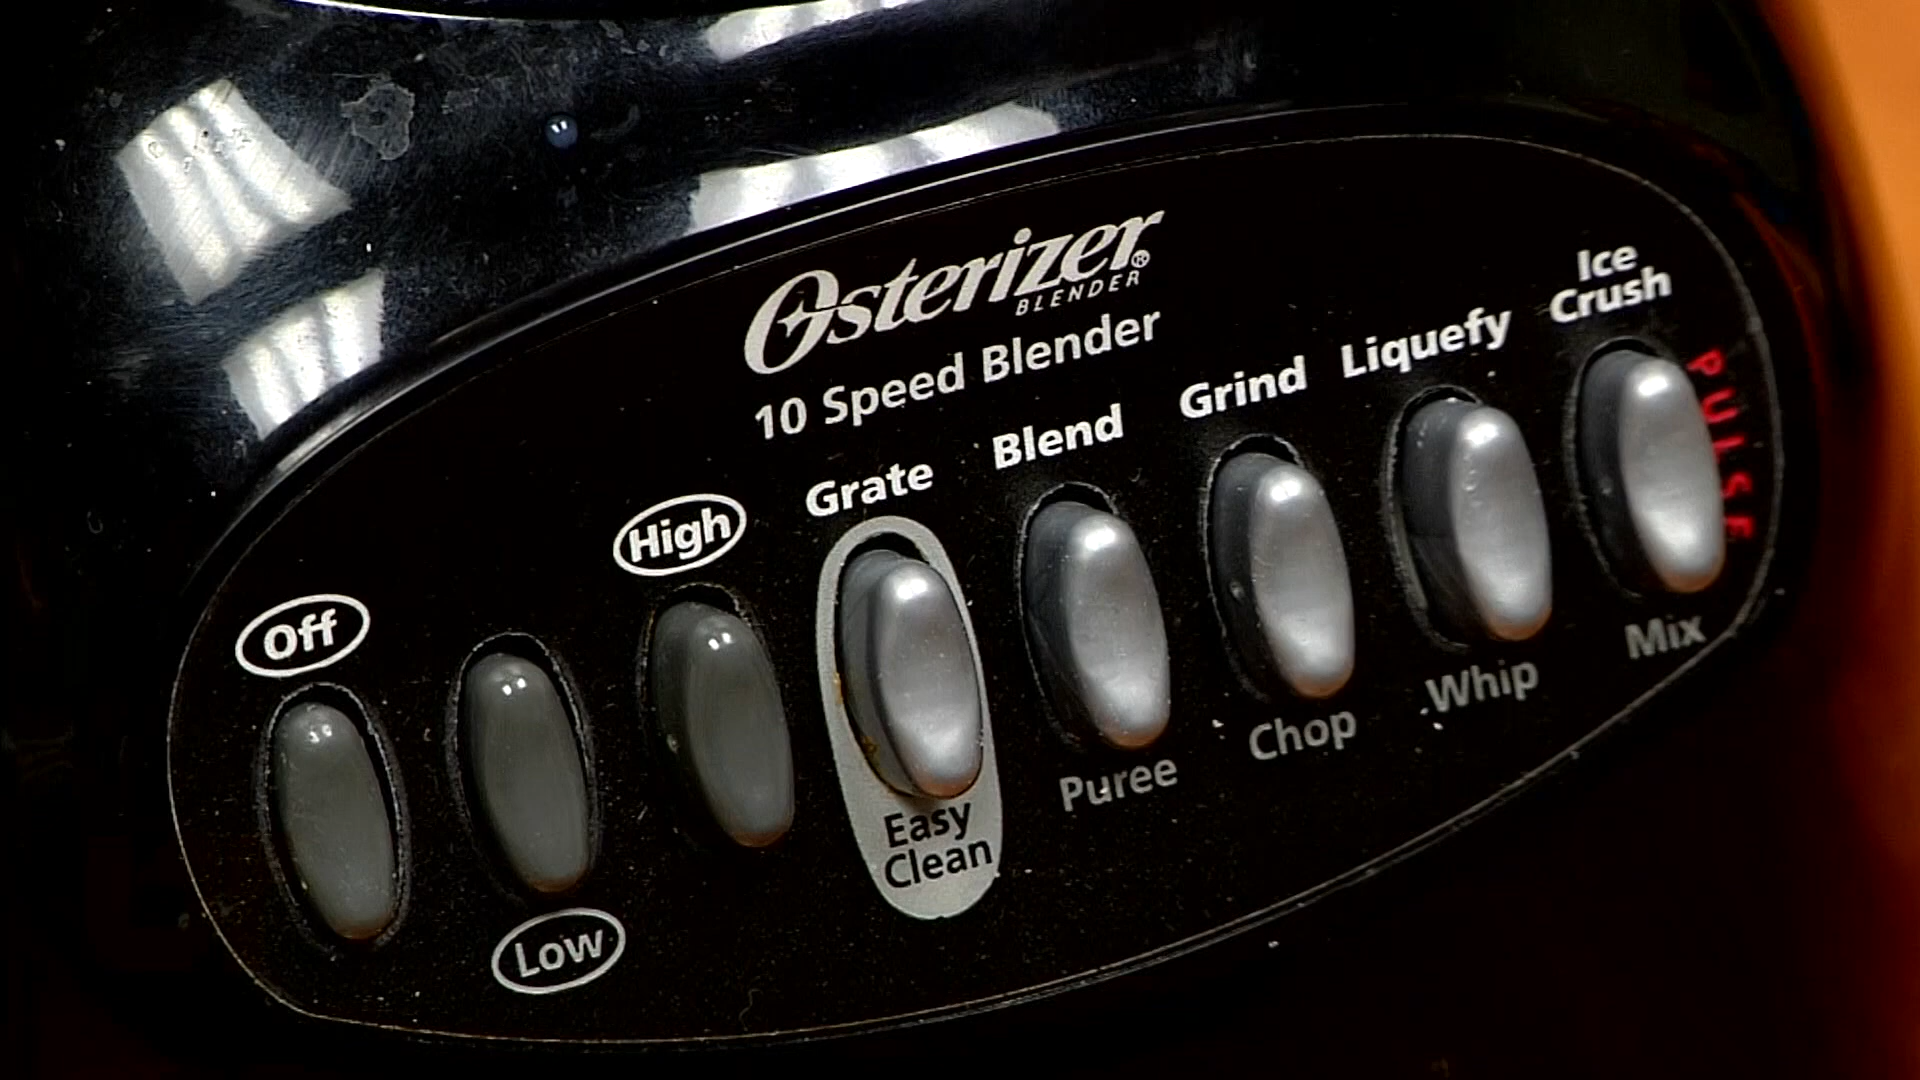 Osterizer®
BLENDER
10 Speed Blender
Off
High
Grate
Blend
Grind
Liquefy
Ice
Crush
PULSE
Low
Easy
Clean
Puree
Chop
Whip
Mix